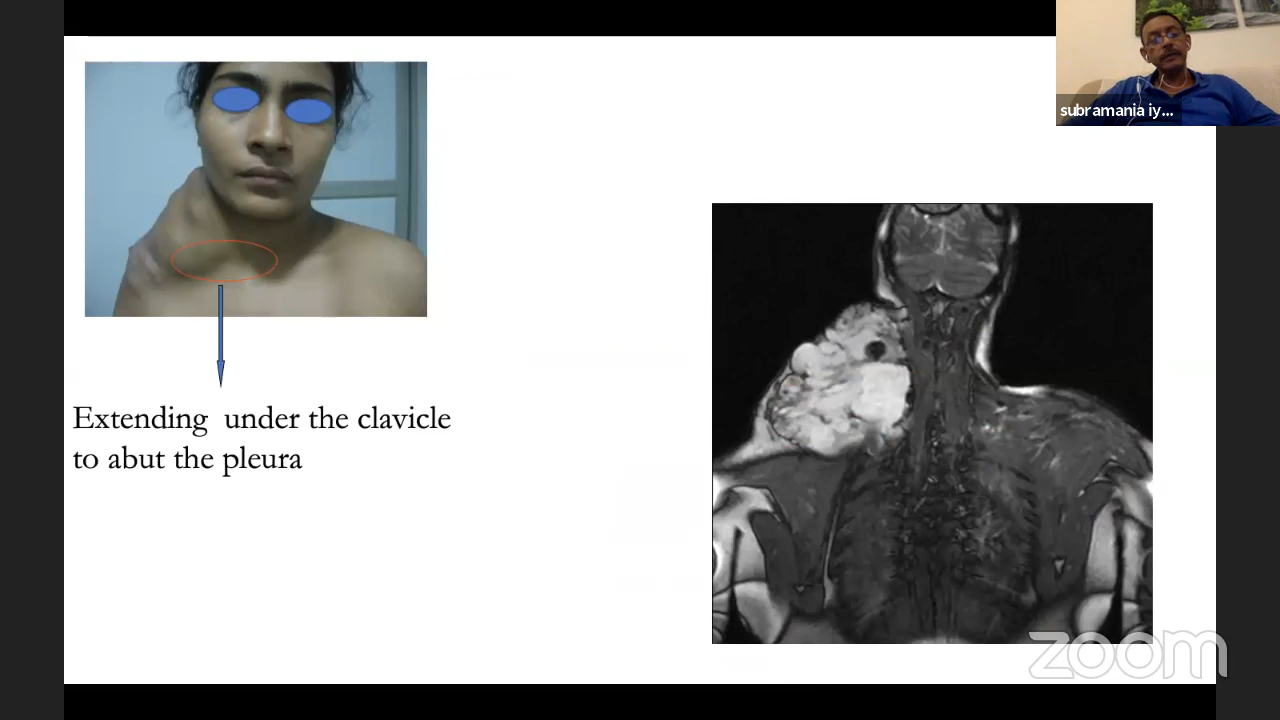 subramania iy...
Extending under the clavicle
to abut the pleura
zoom